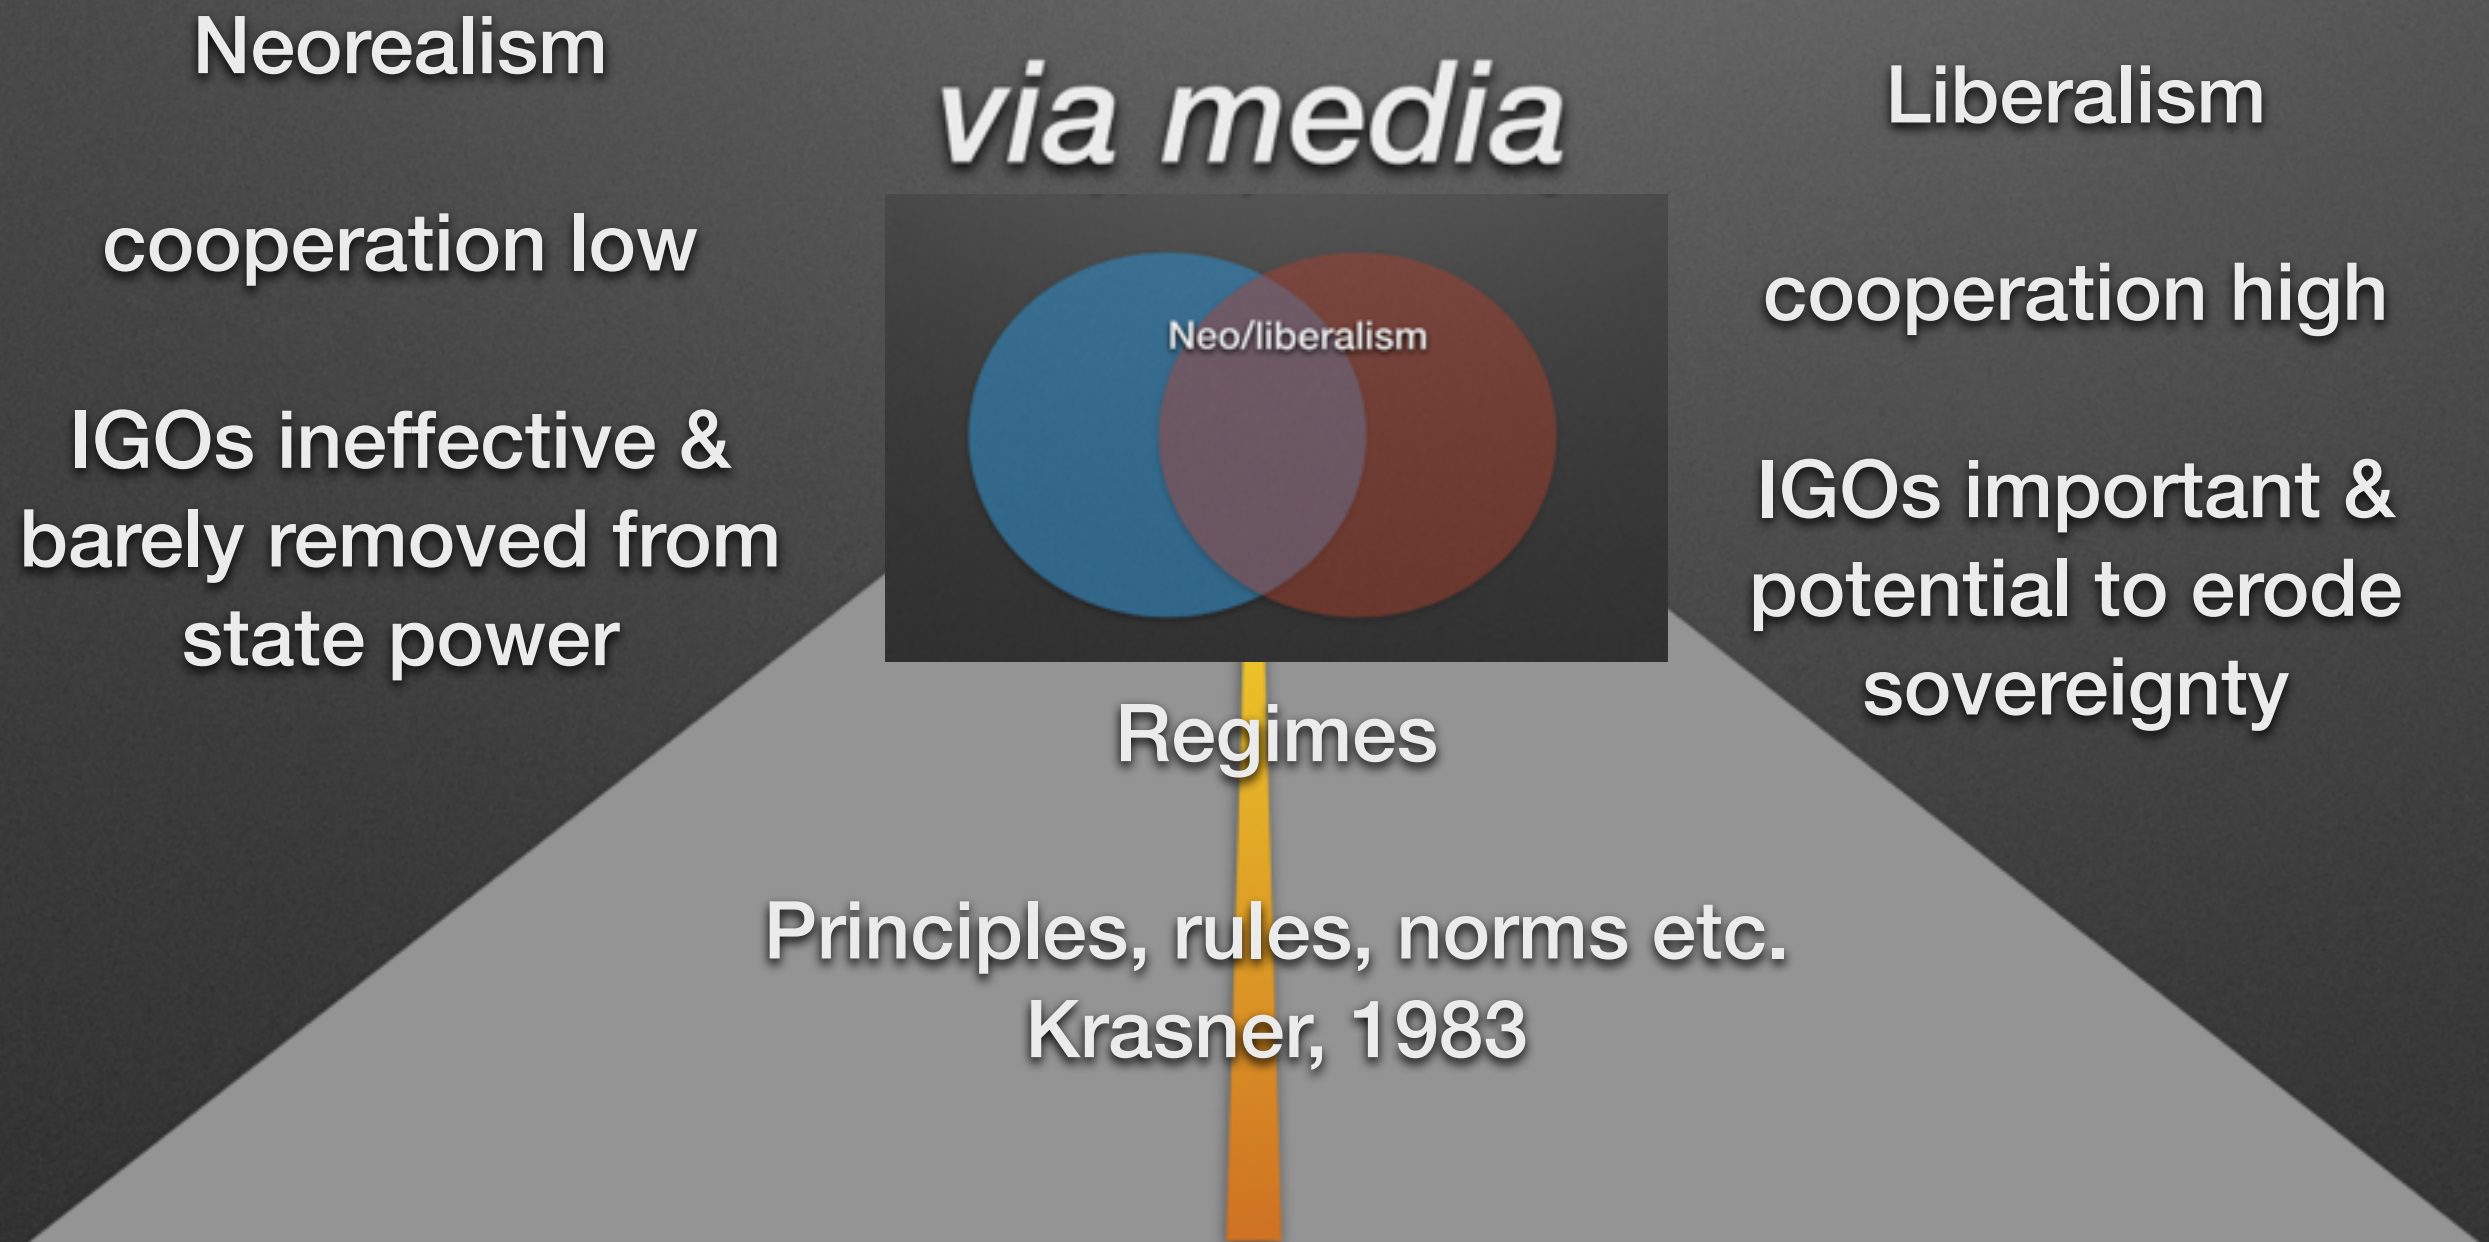 Neorealism
cooperation low
IGOs ineffective &
barely removed from
state power
via media
Neo/liberalism
Regimes
Principles, rules, norms etc.
Krasner, 1983
Liberalism
cooperation high
IGOs important &
potential to erode
sovereignty